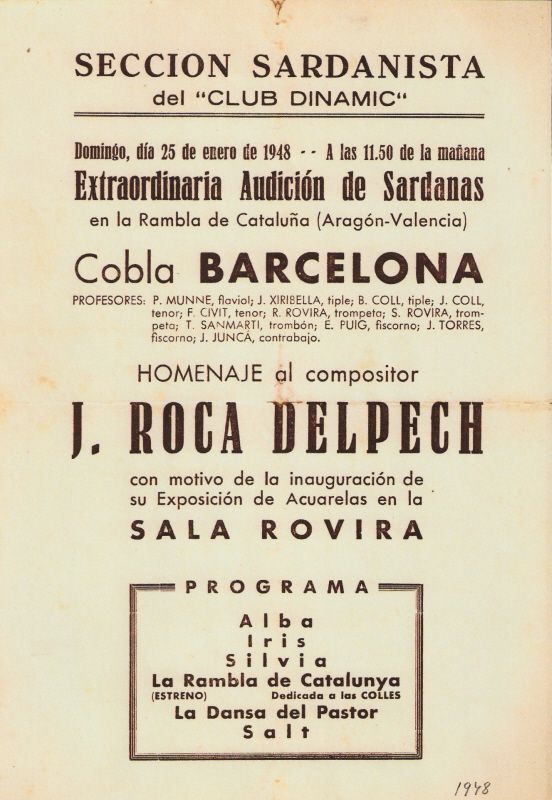 SECCION SARDANISTA
del "CLUB DINAMIC"
Domingo, día 25 de enero de 1948 - - A las 11.50 de la mañana
Extraordinaria Audición de Sardanas
en la Rambla de Cataluña (Aragón-Valencia)
Cobla BARCELONA
PROFESORES: P. MUNNE, flaviol; J. XIRIBELLA, tiple; B. COLL, tiple; J. COLL,
tenor; F. CIVIT, tenor; R. ROVIRA, trompeta; S. ROVIRA, trom-
peta; T. SANMARTI, trombón; E. PUIG, fiscorno; J. TORRES,
fiscorno; J. JUNCÁ, contrabajo.
HOMENAJE al compositor
J. ROCA DELPECH
con motivo de la inauguración de
su Exposición de Acuarelas en la
SALA ROVIRA
PROGRAMA
Alba
Iris
Silvia
La Rambla de Catalunya
(ESTRENO) Dedicada a las COLLES
La Dansa del Pastor
Salt
1948